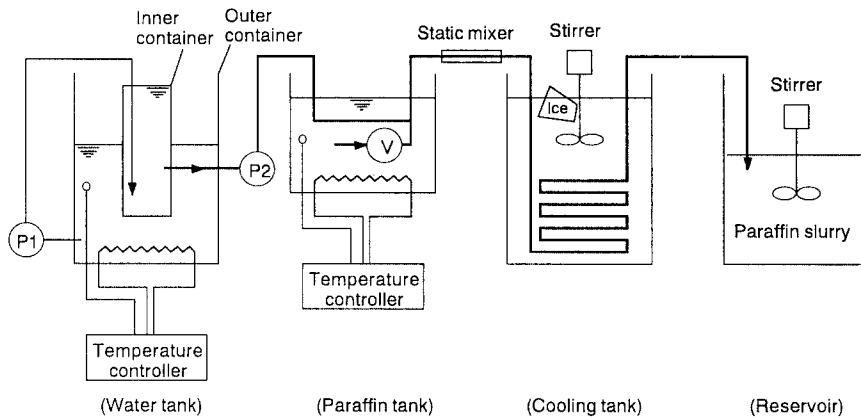 Inner
container
Outer
container
Static mixer
Stirrer
Ice
Stirrer
P1
P2
V
Paraffin slurry
Temperature
controller
Temperature
controller
(Water tank)
(Paraffin tank)
(Cooling tank)
(Reservoir)